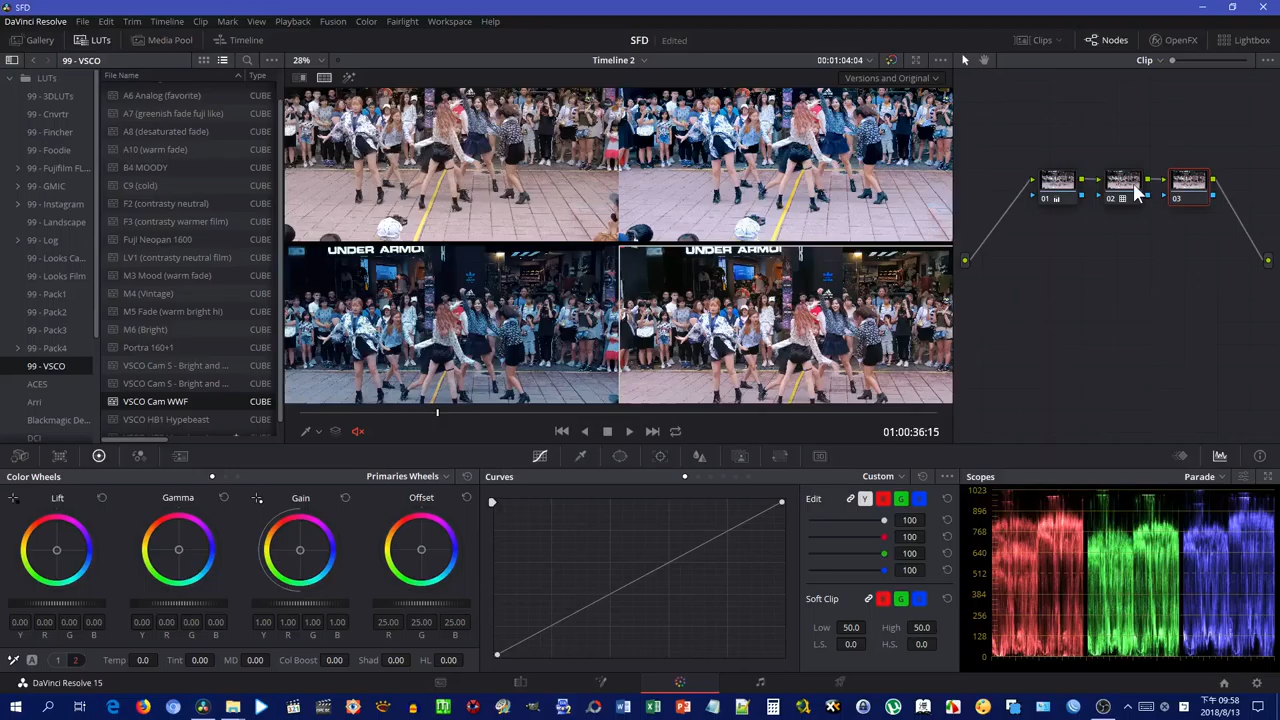 SFD
DaVinci Resolve File Edit Trim Timeline Clip Mark View Playback Fusion Color Fairlight Workspace Help
Gallery LUTs Media Pool Timeline SFD Edited Clips Nodes OpenFX Lightbox
99 - VSCO 28% Timeline 2 00:01:04:04 Clip
LUTs
99 - 3DLUTs
99 - Cnvrtr
99 - Fincher
99 - Foodie
99 - Fujifilm FL...
99 - GMIC
99 - Instagram
99 - Landscape
99 - Log
99 - Looks Ca
99 - Looks Film
99 - Pack1
99 - Pack2
99 - Pack3
99 - Pack4
99 - VSCO
ACES
Arri
Blackmagic De...
DCI
File Name Type
A6 Analog (favorite) CUBE
A7 (greenish fade fuji like) CUBE
A8 (desaturated fade) CUBE
A10 (warm fade) CUBE
B4 MOODY CUBE
C9 (cold) CUBE
F2 (contrasty neutral) CUBE
F3 (contrasty warmer film) CUBE
Fuji Neopan 1600 CUBE
LV1 (contrasty neutral film) CUBE
M3 Mood (warm fade) CUBE
M4 (Vintage) CUBE
M5 Fade (warm bright hi) CUBE
M6 (Bright) CUBE
Portra 160+1 CUBE
VSCO Cam 5 - Bright and ... CUBE
VSCO Cam 5 - Bright and ... CUBE
VSCO Cam WWF CUBE
VSCO HB1 Hypebeast CUBE
Versions and Original
UNDER ARMOU
UNDER ARMOU
01:00:36:15
01
02
03
Color Wheels Primaries Wheels
Lift Gamma Gain Offset
0.00 0.00 0.00 0.00 0.00 0.00 0.00 0.00 1.00 1.00 1.00 1.00 25.00 25.00 25.00
Y R G B Y R G B Y R G B R G B
A 1 2 Temp 0.0 Tint 0.00 MD 0.00 Col Boost 0.00 Shad 0.00 HL 0.00
Curves Custom
Edit Y R G B
100
100
100
100
Soft Clip R G B
Low 50.0 High 50.0
L.S. 0.0 H.S. 0.0
Scopes Parade
1023
896
768
640
512
384
256
128
0
DaVinci Resolve 15
下午 09:58
2018/8/13